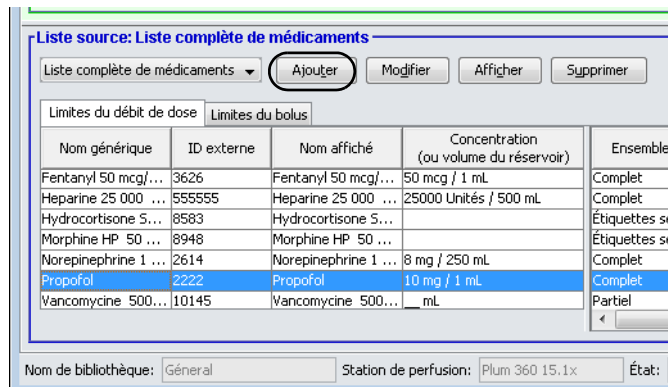 Liste source: Liste complète de médicaments
Liste complète de médicaments Ajouter Modifier Afficher Supprimer
Limites du débit de dose Limites du bolus
Nom générique ID externe Nom affiché Concentration (ou volume du réservoir) Ensemble
Fentanyl 50 mcg/... 3626 Fentanyl 50 mcg/... 50 mcg / 1 mL Complet
Heparine 25 000 ... 555555 Heparine 25 000 ... 25000 Unités / 500 mL Complet
Hydrocortisone S... 8583 Hydrocortisone S... Étiquettes se
Morphine HP 50 ... 8948 Morphine HP 50 ... Étiquettes se
Norepinephrine 1 ... 2614 Norepinephrine 1 ... 8 mg / 250 mL Complet
Propofol 2222 Propofol 10 mg / 1 mL Complet
Vancomycine 500... 10145 Vancomycine 500... __ mL Partiel
Nom de bibliothèque: Géneral Station de perfusion: Plum 360 15.1x État: